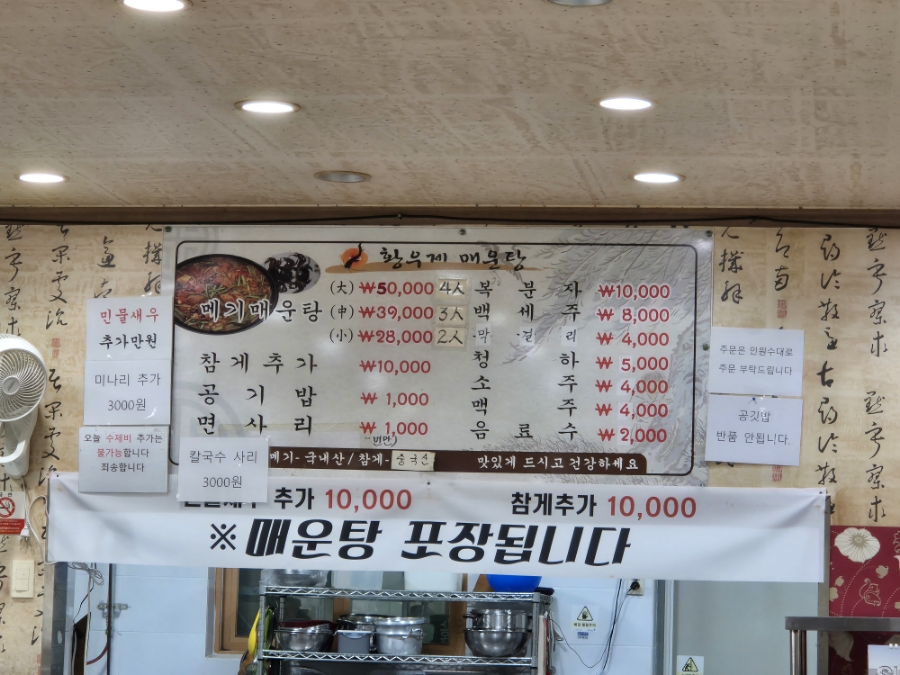 황우제 매운탕
메기매운탕
(大) ₩50,000 4人
(中) ₩39,000 3人
(小) ₩28,000 2人
참게추가 ₩10,000
공기밥 ₩1,000
면사리 ₩1,000
복분자 ₩10,000
백세주 ₩8,000
막걸리 ₩4,000
청하 ₩5,000
소주 ₩4,000
맥주 ₩4,000
음료수 ₩2,000
메기- 국내산 / 참게- 중국산
맛있게 드시고 건강하세요
민물새우
추가만원
미나리 추가
3000원
오늘 수제비 추가는
불가능합니다
죄송합니다
칼국수 사리
3000원
주문은 인원수대로
주문 부탁드립니다
공깃밥
반품 안됩니다.
추가 10,000
참게추가 10,000
※매운탕 포장됩니다